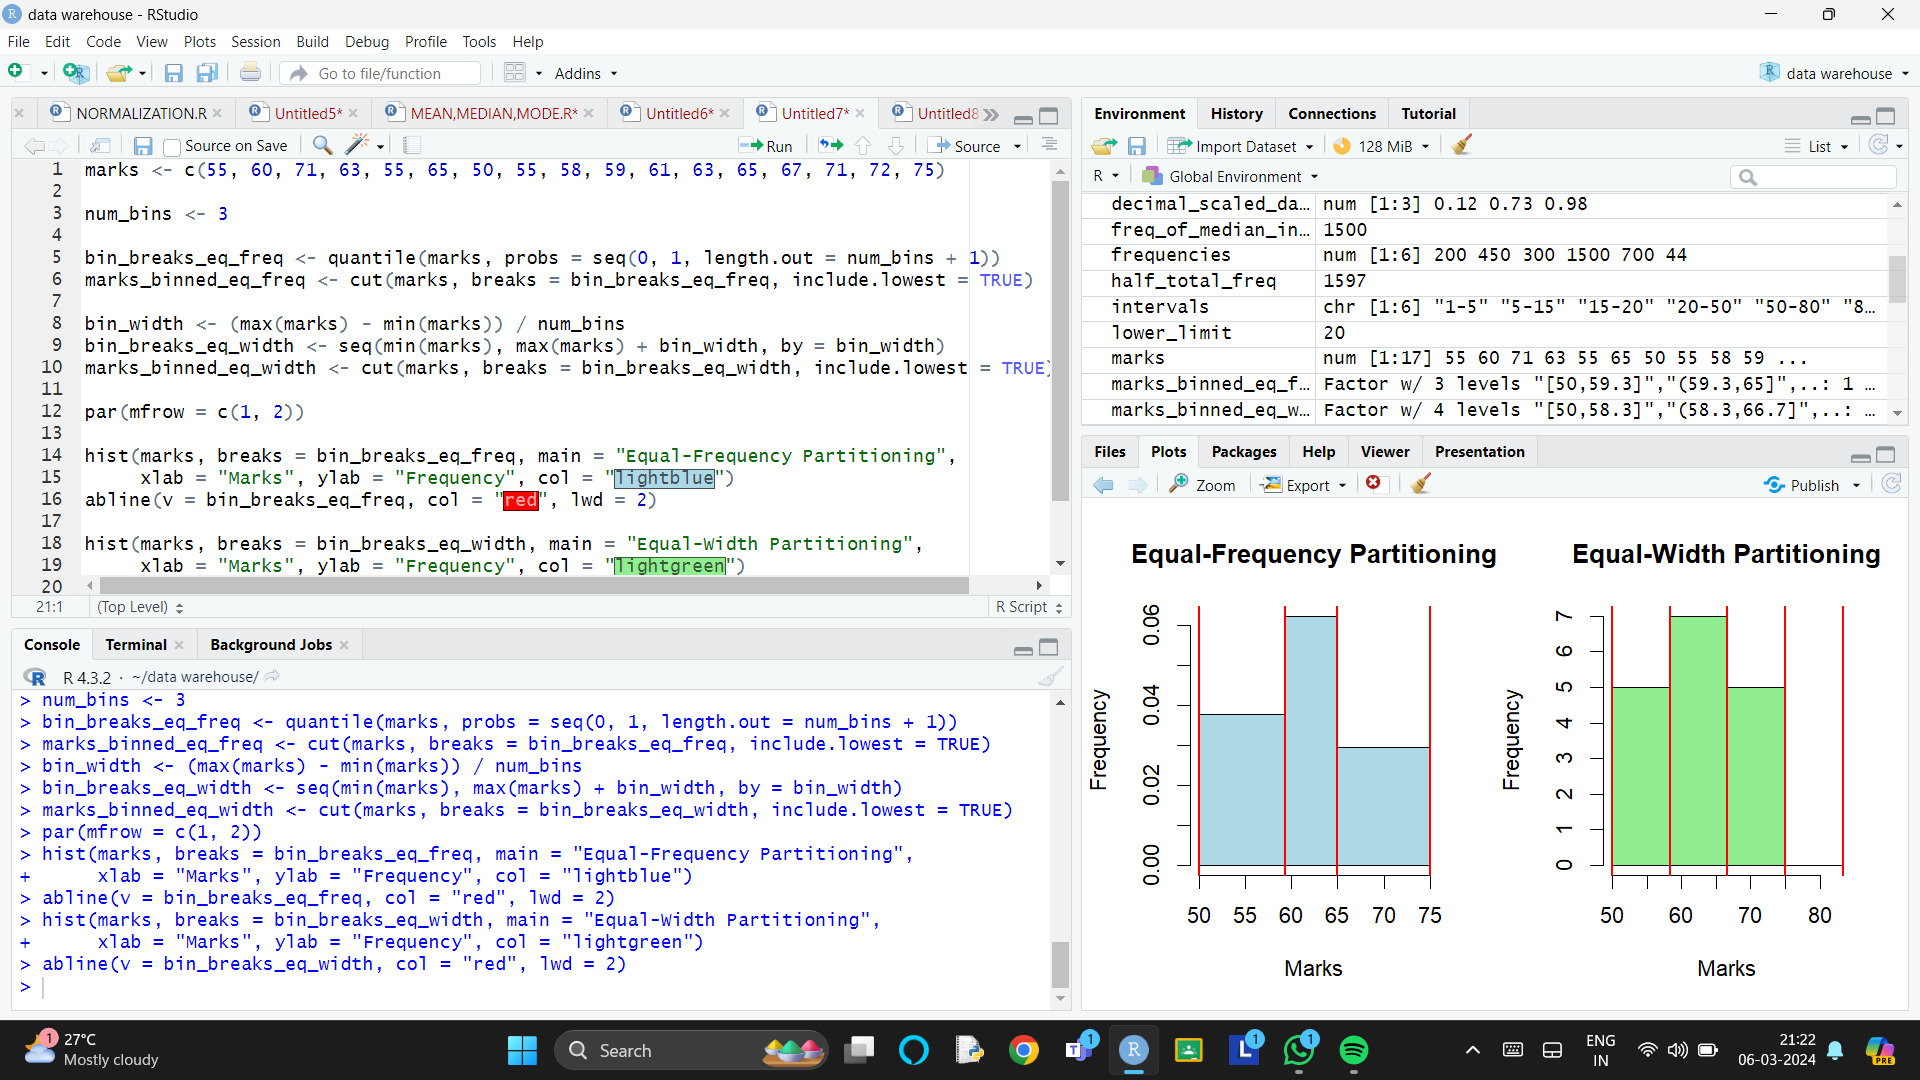 data warehouse - RStudio
File Edit Code View Plots Session Build Debug Profile Tools Help
Go to file/function Addins data warehouse
NORMALIZATION.R Untitled5* MEAN,MEDIAN,MODE.R* Untitled6* Untitled7* Untitled8
Source on Save Run Source
1 marks <- c(55, 60, 71, 63, 55, 65, 50, 55, 58, 59, 61, 63, 65, 67, 71, 72, 75)
2
3 num_bins <- 3
4
5 bin_breaks_eq_freq <- quantile(marks, probs = seq(0, 1, length.out = num_bins + 1))
6 marks_binned_eq_freq <- cut(marks, breaks = bin_breaks_eq_freq, include.lowest = TRUE)
7
8 bin_width <- (max(marks) - min(marks)) / num_bins
9 bin_breaks_eq_width <- seq(min(marks), max(marks) + bin_width, by = bin_width)
10 marks_binned_eq_width <- cut(marks, breaks = bin_breaks_eq_width, include.lowest = TRUE)
11
12 par(mfrow = c(1, 2))
13
14 hist(marks, breaks = bin_breaks_eq_freq, main = "Equal-Frequency Partitioning",
15 xlab = "Marks", ylab = "Frequency", col = "lightblue")
16 abline(v = bin_breaks_eq_freq, col = "red", lwd = 2)
17
18 hist(marks, breaks = bin_breaks_eq_width, main = "Equal-Width Partitioning",
19 xlab = "Marks", ylab = "Frequency", col = "lightgreen")
20
21:1 (Top Level) R Script
Console Terminal Background Jobs
R 4.3.2 · ~/data warehouse/
> num_bins <- 3
> bin_breaks_eq_freq <- quantile(marks, probs = seq(0, 1, length.out = num_bins + 1))
> marks_binned_eq_freq <- cut(marks, breaks = bin_breaks_eq_freq, include.lowest = TRUE)
> bin_width <- (max(marks) - min(marks)) / num_bins
> bin_breaks_eq_width <- seq(min(marks), max(marks) + bin_width, by = bin_width)
> marks_binned_eq_width <- cut(marks, breaks = bin_breaks_eq_width, include.lowest = TRUE)
> par(mfrow = c(1, 2))
> hist(marks, breaks = bin_breaks_eq_freq, main = "Equal-Frequency Partitioning",
+ xlab = "Marks", ylab = "Frequency", col = "lightblue")
> abline(v = bin_breaks_eq_freq, col = "red", lwd = 2)
> hist(marks, breaks = bin_breaks_eq_width, main = "Equal-Width Partitioning",
+ xlab = "Marks", ylab = "Frequency", col = "lightgreen")
> abline(v = bin_breaks_eq_width, col = "red", lwd = 2)
>
Environment History Connections Tutorial
Import Dataset 128 MiB List
R Global Environment
decimal_scaled_da… num [1:3] 0.12 0.73 0.98
freq_of_median_in… 1500
frequencies num [1:6] 200 450 300 1500 700 44
half_total_freq 1597
intervals chr [1:6] "1-5" "5-15" "15-20" "20-50" "50-80" "8…
lower_limit 20
marks num [1:17] 55 60 71 63 55 65 50 55 58 59 ...
marks_binned_eq_f… Factor w/ 3 levels "[50,59.3]","(59.3,65]",..: 1 …
marks_binned_eq_w… Factor w/ 4 levels "[50,58.3]","(58.3,66.7]",..: …
Files Plots Packages Help Viewer Presentation
Zoom Export Publish
Equal-Frequency Partitioning
Frequency
0.00 0.02 0.04 0.06
50 55 60 65 70 75
Marks
Equal-Width Partitioning
Frequency
0 1 2 3 4 5 6 7
50 60 70 80
Marks
1 27°C
Mostly cloudy
Search
1
1
1
ENG
IN
21:22
06-03-2024
PRE